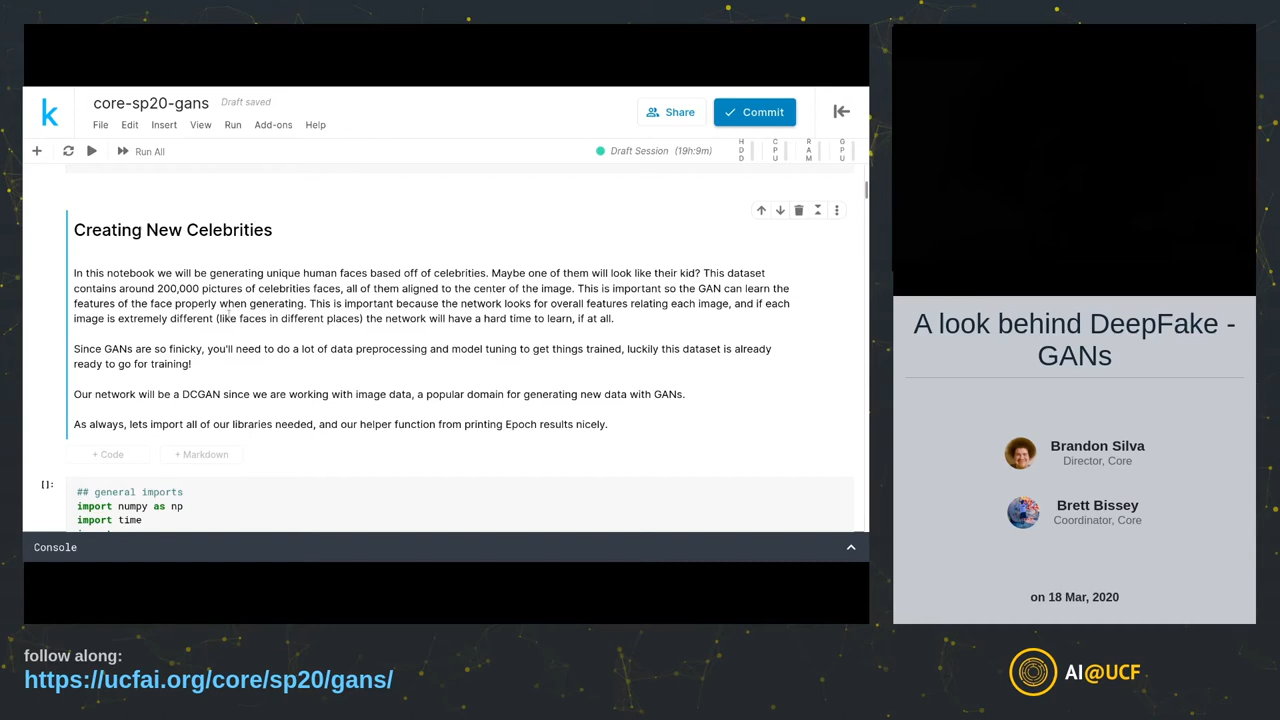 core-sp20-gans Draft saved
File Edit Insert View Run Add-ons Help
Share
Commit
Run All
Draft Session (19h:9m)
HDD
CPU
RAM
GPU
Creating New Celebrities
In this notebook we will be generating unique human faces based off of celebrities. Maybe one of them will look like their kid? This dataset
contains around 200,000 pictures of celebrities faces, all of them aligned to the center of the image. This is important so the GAN can learn the
features of the face properly when generating. This is important because the network looks for overall features relating each image, and if each
image is extremely different (like faces in different places) the network will have a hard time to learn, if at all.
Since GANs are so finicky, you'll need to do a lot of data preprocessing and model tuning to get things trained, luckily this dataset is already
ready to go for training!
Our network will be a DCGAN since we are working with image data, a popular domain for generating new data with GANs.
As always, lets import all of our libraries needed, and our helper function from printing Epoch results nicely.
+ Code + Markdown
[]:
## general imports
import numpy as np
import time
Console
A look behind DeepFake -
GANs
Brandon Silva
Director, Core
Brett Bissey
Coordinator, Core
on 18 Mar, 2020
follow along:
https://ucfai.org/core/sp20/gans/
AI@UCF